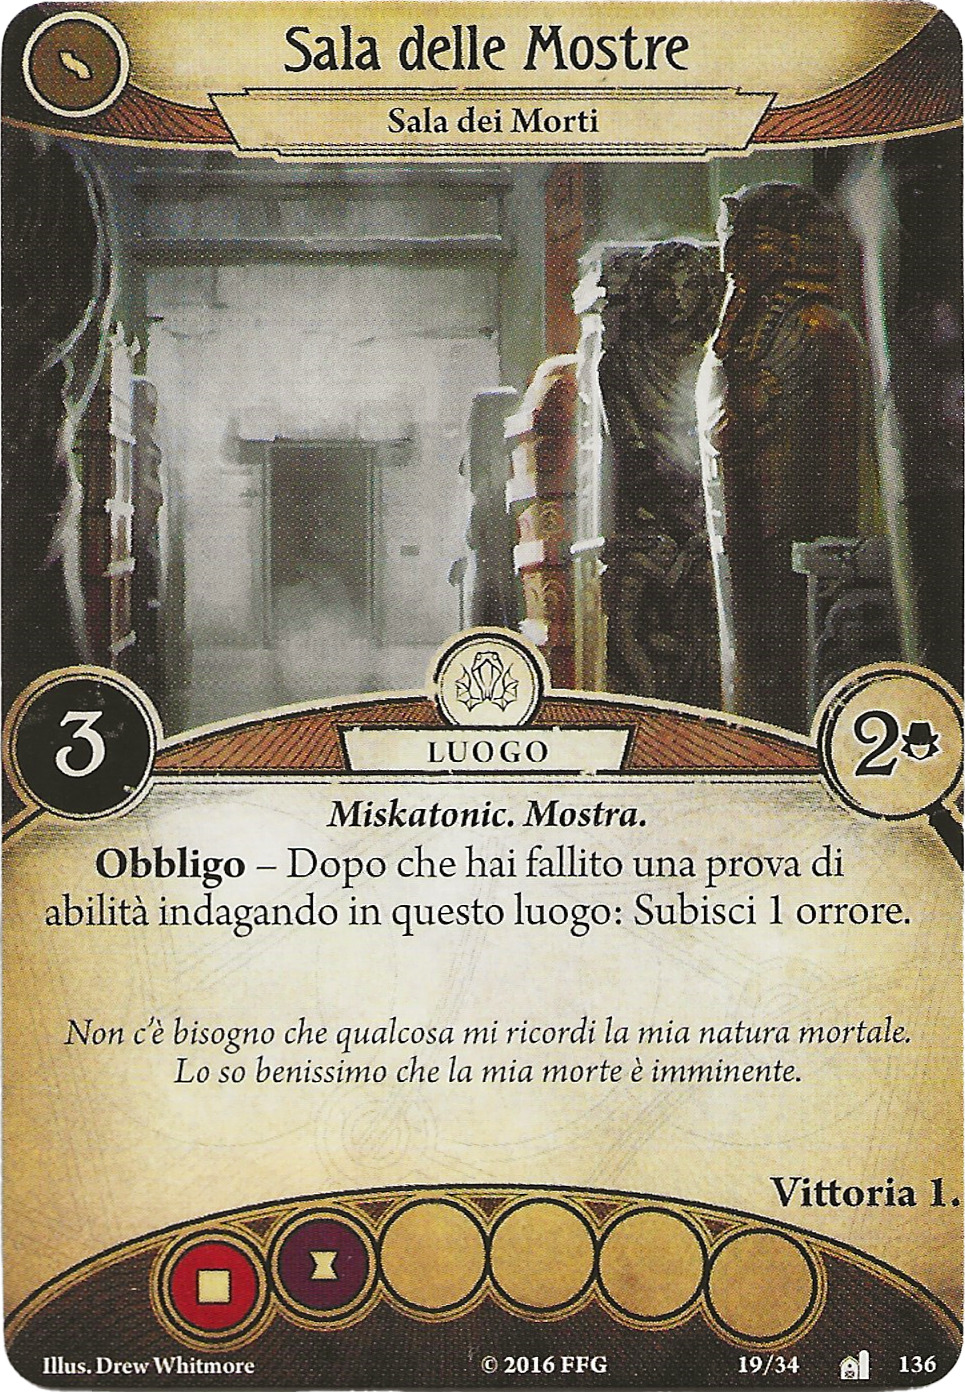 Sala delle Mostre
Sala dei Morti
3
2
LUOGO
Miskatonic. Mostra.
Obbligo – Dopo che hai fallito una prova di
abilità indagando in questo luogo: Subisci 1 orrore.
Non c'è bisogno che qualcosa mi ricordi la mia natura mortale.
Lo so benissimo che la mia morte è imminente.
Vittoria 1.
Illus. Drew Whitmore © 2016 FFG 19/34 136